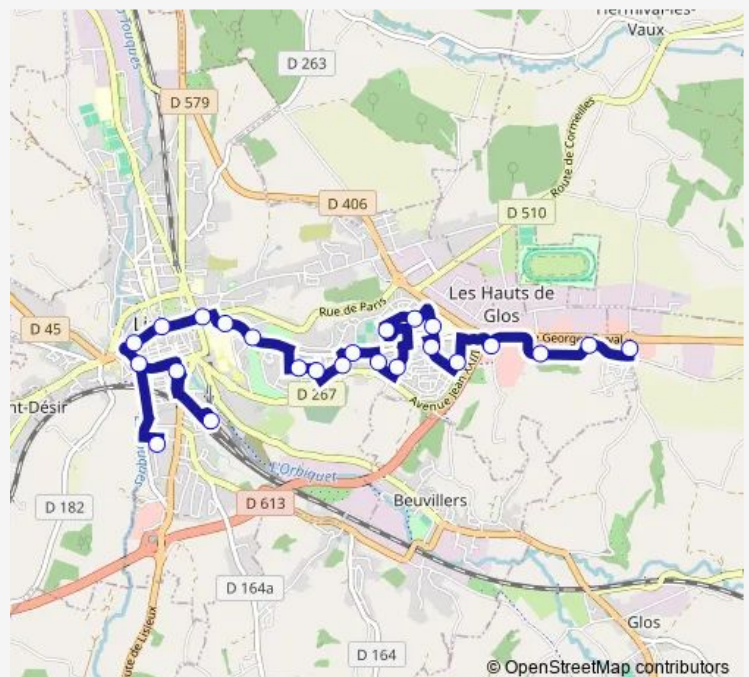 Hermival-les-
Vaux
D 263
D 579
Route de Cormeilles
D 406
D 510
Les Hauts de
Glos
Rue de Paris
D 45
D 267
Avenue Jean XXIII
nt-Désir
L'Orbiquet
D 613
Beuvillers
D 182
D 164a
Glos
ute de Lisieux
D 164
© OpenStreetMap contributors